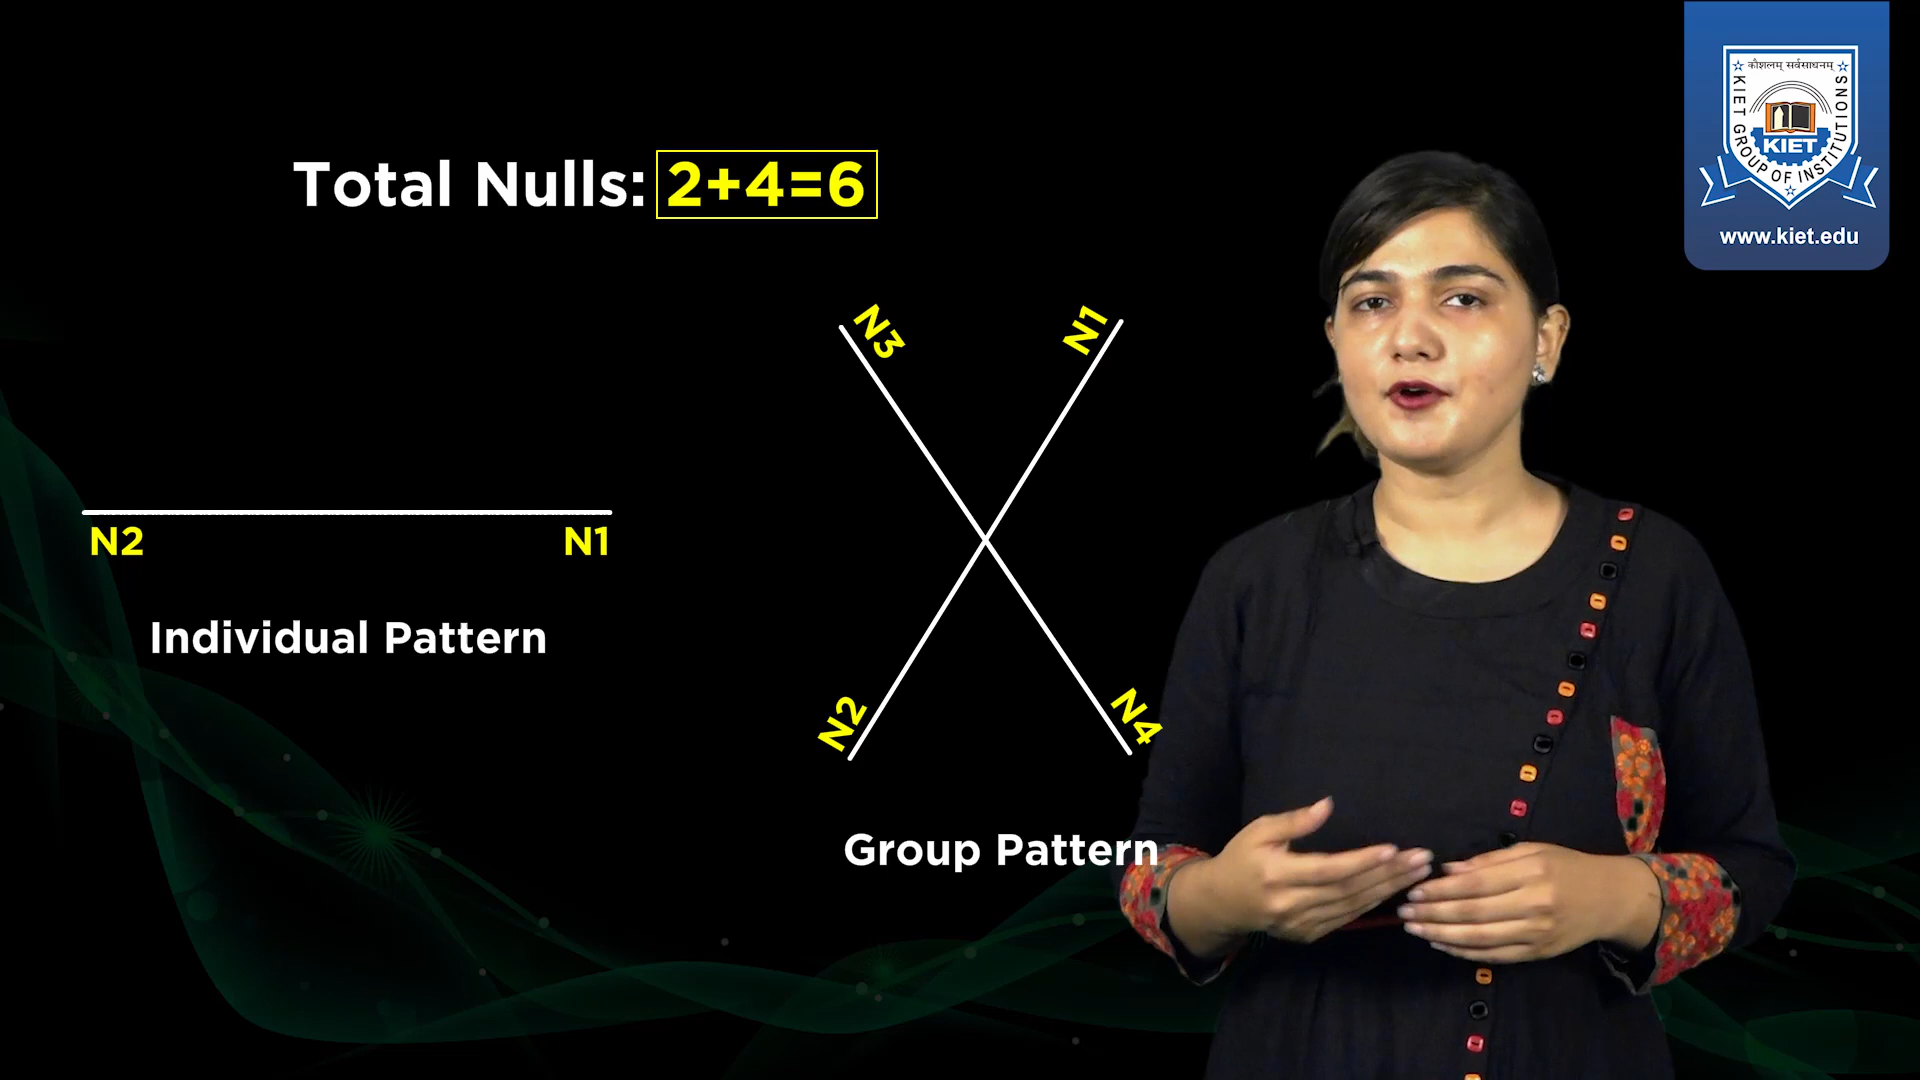 Total Nulls: 2+4=6
N3
N1
N2
N1
Individual Pattern
N2
N4
Group Pattern
कौशलम् सर्वसाधनम्
KIET GROUP OF INSTITUTIONS
KIET
www.kiet.edu